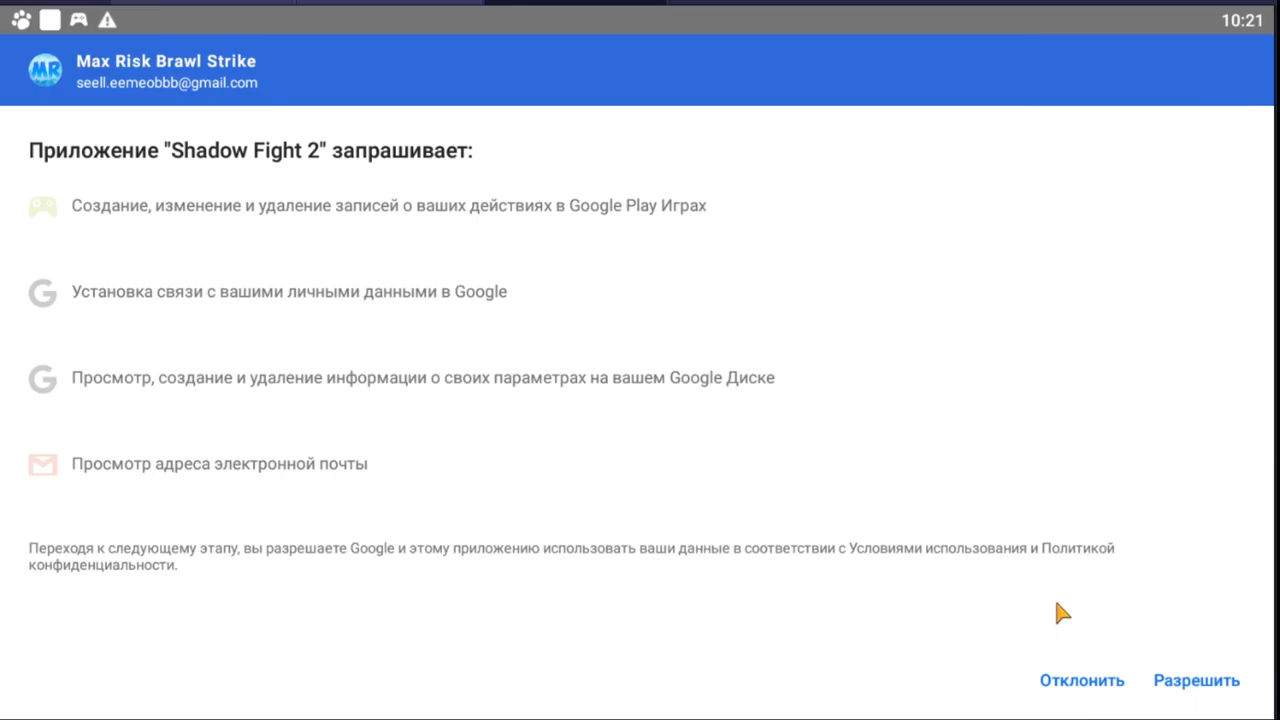 10:21
MR
Max Risk Brawl Strike
seell.eemeobbb@gmail.com
Приложение "Shadow Fight 2" запрашивает:
Создание, изменение и удаление записей о ваших действиях в Google Play Играх
Установка связи с вашими личными данными в Google
Просмотр, создание и удаление информации о своих параметрах на вашем Google Диске
Просмотр адреса электронной почты
Переходя к следующему этапу, вы разрешаете Google и этому приложению использовать ваши данные в соответствии с Условиями использования и Политикой
конфиденциальности.
Отклонить Разрешить